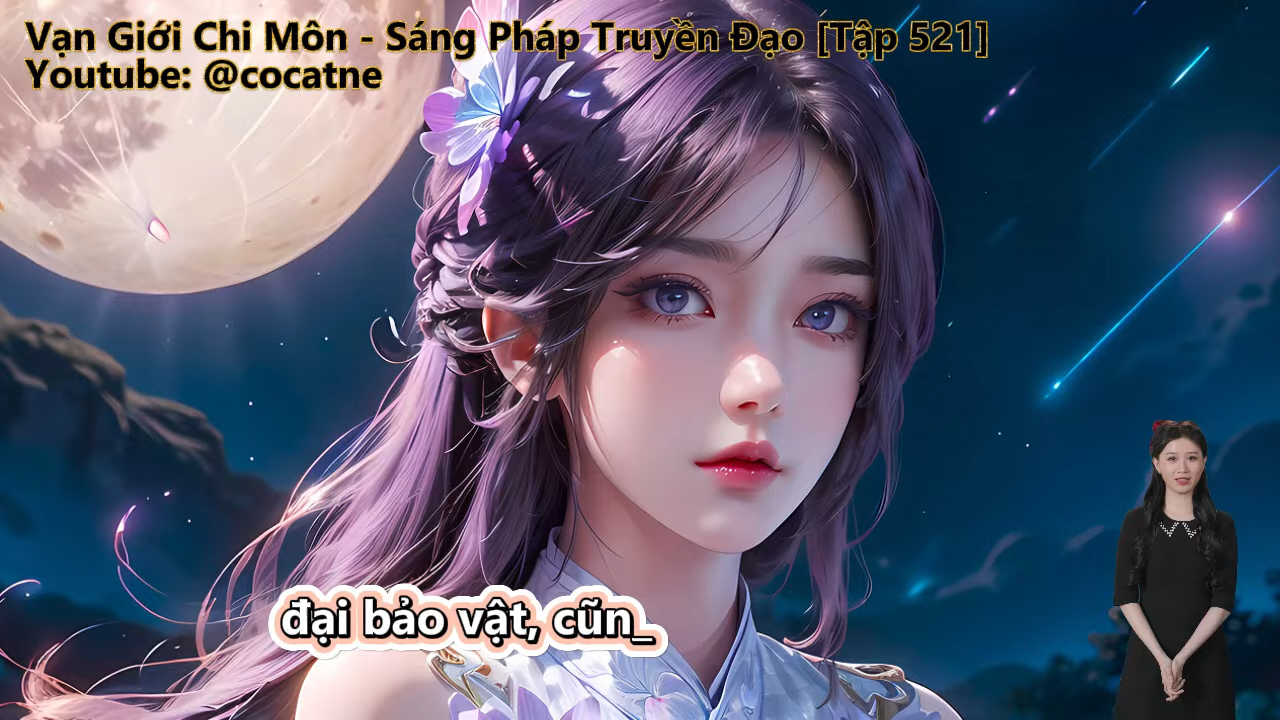 Vạn Giới Chi Môn - Sáng Pháp Truyền Đạo [Tập 521]
Youtube: @cocatne
đại bảo vật, cũn_